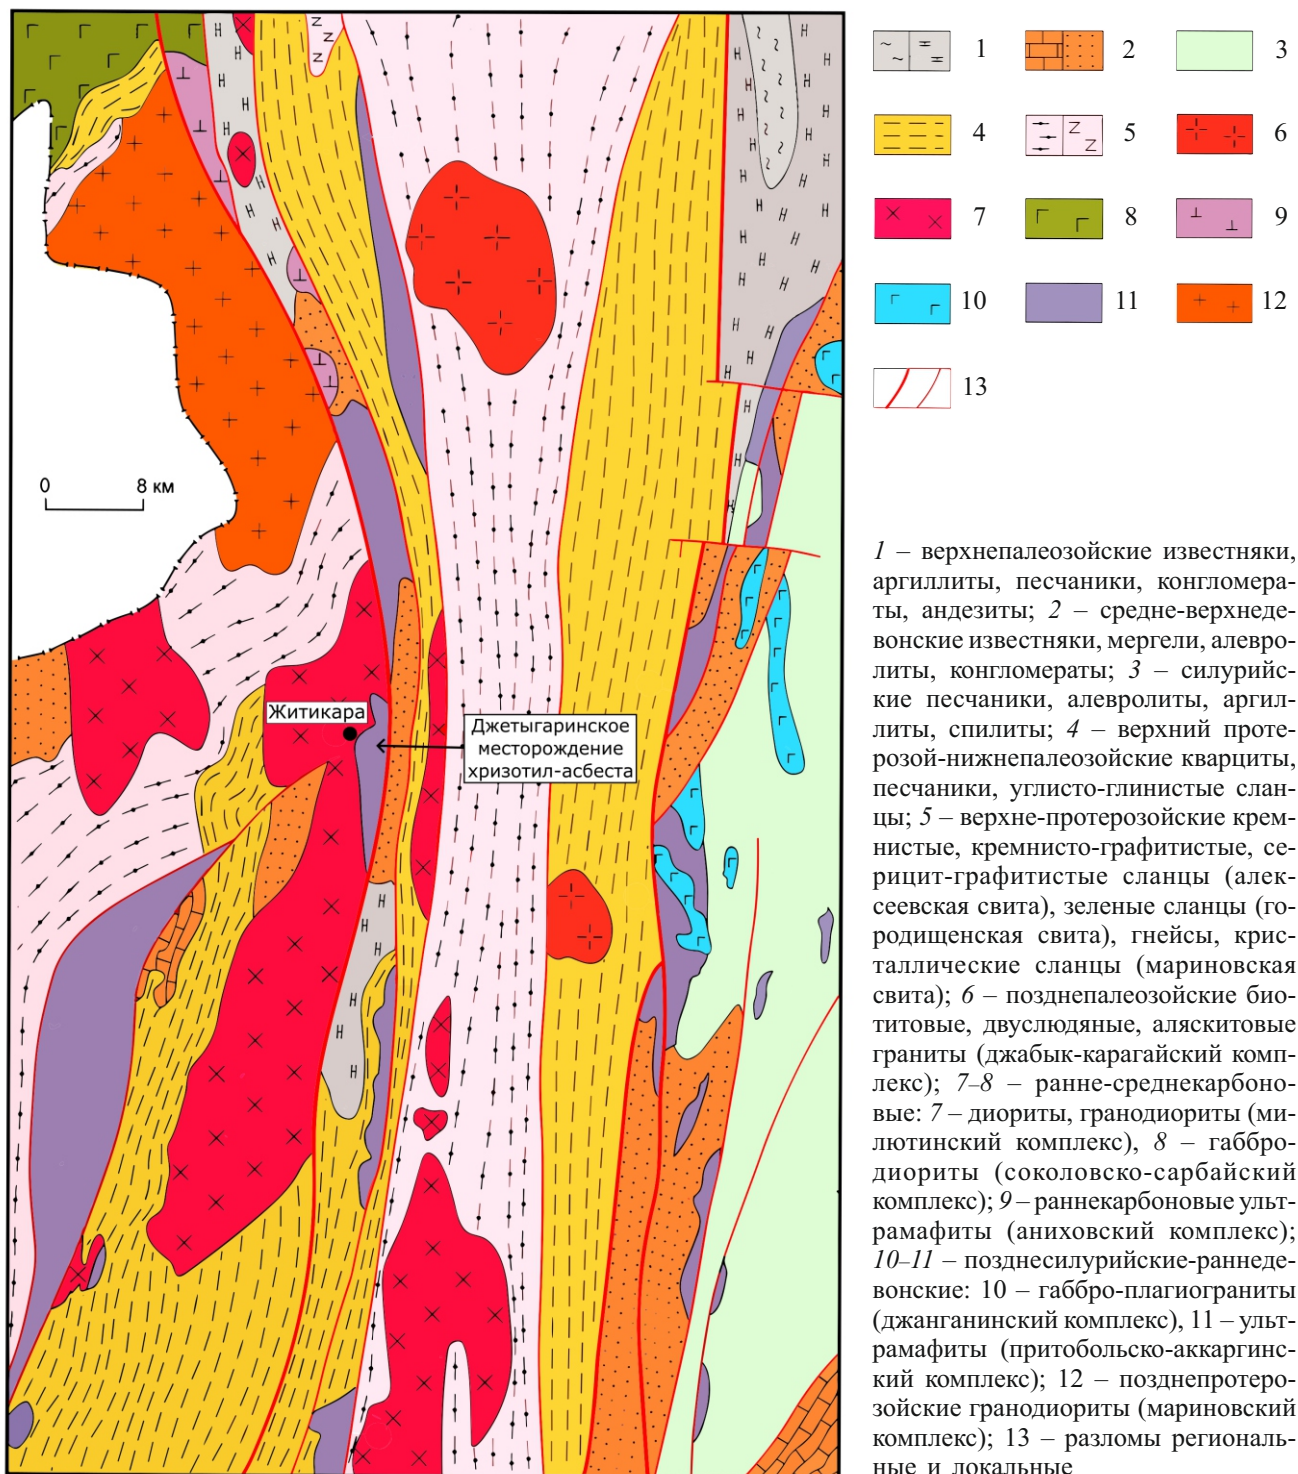 1
2
3
4
5
6
7
8
9
10
11
12
13
0 8 км
Житикара
Джетыгаринское
месторождение
хризотил-асбеста
1 – верхнепалеозойские известняки,
аргиллиты, песчаники, конгломера-
ты, андезиты; 2 – средне-верхнеде-
вонские известняки, мергели, алевро-
литы, конгломераты; 3 – силурийс-
кие песчаники, алевролиты, аргил-
литы, спилиты; 4 – верхний проте-
розой-нижнепалеозойские кварциты,
песчаники, углисто-глинистые слан-
цы; 5 – верхне-протерозойские крем-
нистые, кремнисто-графитистые, се-
рицит-графитистые сланцы (алек-
сеевская свита), зеленые сланцы (го-
родищенская свита), гнейсы, крис-
таллические сланцы (мариновская
свита); 6 – позднепалеозойские био-
титовые, двуслюдяные, аляскитовые
граниты (джабык-карагайский комп-
лекс); 7–8 – ранне-среднекарбоно-
вые: 7 – диориты, гранодиориты (ми-
лютинский комплекс), 8 – габбро-
диориты (соколовско-сарбайский
комплекс); 9 – раннекарбоновые ульт-
рамафиты (аниховский комплекс);
10–11 – позднесилурийские-раннеде-
вонские: 10 – габбро-плагиограниты
(джанганинский комплекс), 11 – ульт-
рамафиты (притобольско-аккаргинс-
кий комплекс); 12 – позднепротеро-
зойские гранодиориты (мариновский
комплекс); 13 – разломы региональ-
ные и локальные